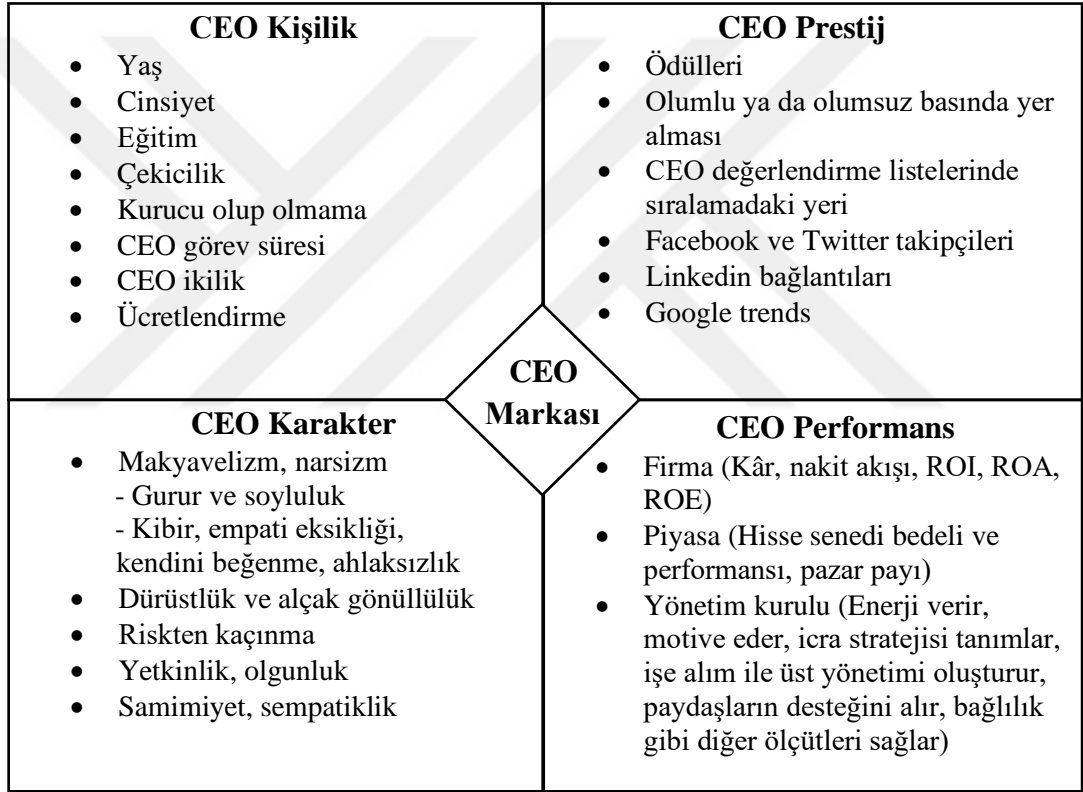 CEO Kişilik
• Yaş
• Cinsiyet
• Eğitim
• Çekicilik
• Kurucu olup olmama
• CEO görev süresi
• CEO ikilik
• Ücretlendirme
CEO Prestij
• Ödülleri
• Olumlu ya da olumsuz basında yer
alması
• CEO değerlendirme listelerinde
sıralamadaki yeri
• Facebook ve Twitter takipçileri
• Linkedin bağlantıları
• Google trends
CEO
Markası
CEO Karakter
• Makyavelizm, narsizm
- Gurur ve soyluluk
- Kibir, empati eksikliği,
kendini beğenme, ahlaksızlık
• Dürüstlük ve alçak gönüllülük
• Riskten kaçınma
• Yetkinlik, olgunluk
• Samimiyet, sempatiklik
CEO Performans
• Firma (Kâr, nakit akışı, ROI, ROA,
ROE)
• Piyasa (Hisse senedi bedeli ve
performansı, pazar payı)
• Yönetim kurulu (Enerji verir,
motive eder, icra stratejisi tanımlar,
işe alım ile üst yönetimi oluşturur,
paydaşların desteğini alır, bağlılık
gibi diğer ölçütleri sağlar)